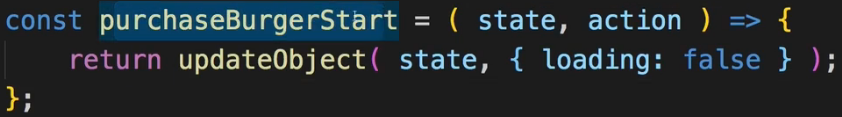 const purchaseBurgerStart = ( state, action ) => {
    return updateObject( state, { loading: false } );
};